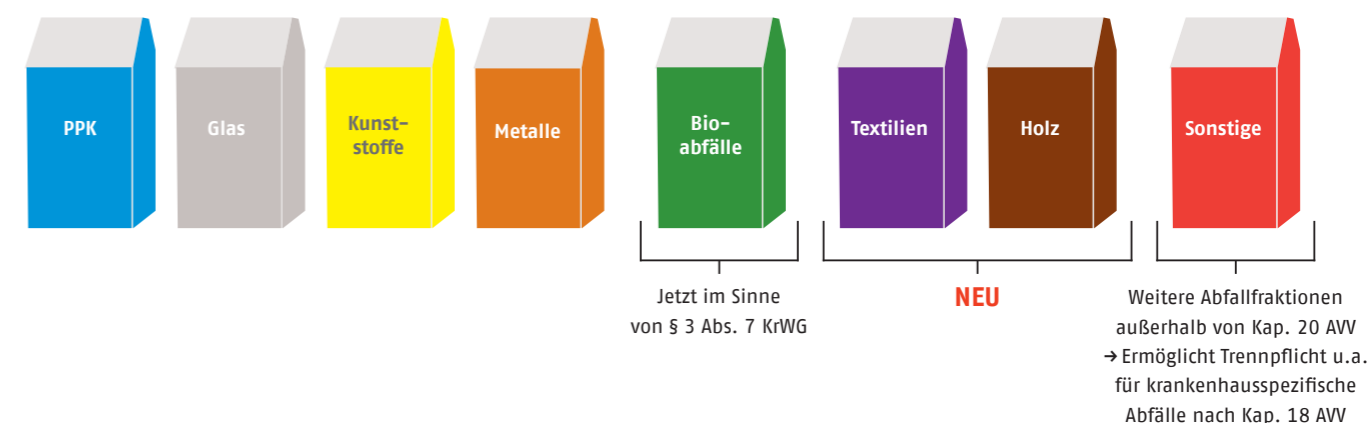 PPK
Glas
Kunst-
stoffe
Metalle
Bio-
abfälle
Textilien
Holz
Sonstige
Jetzt im Sinne
von § 3 Abs. 7 KrWG
NEU
Weitere Abfallfraktionen
außerhalb von Kap. 20 AVV
→ Ermöglicht Trennpflicht u.a.
für krankenhausspezifische
Abfälle nach Kap. 18 AVV